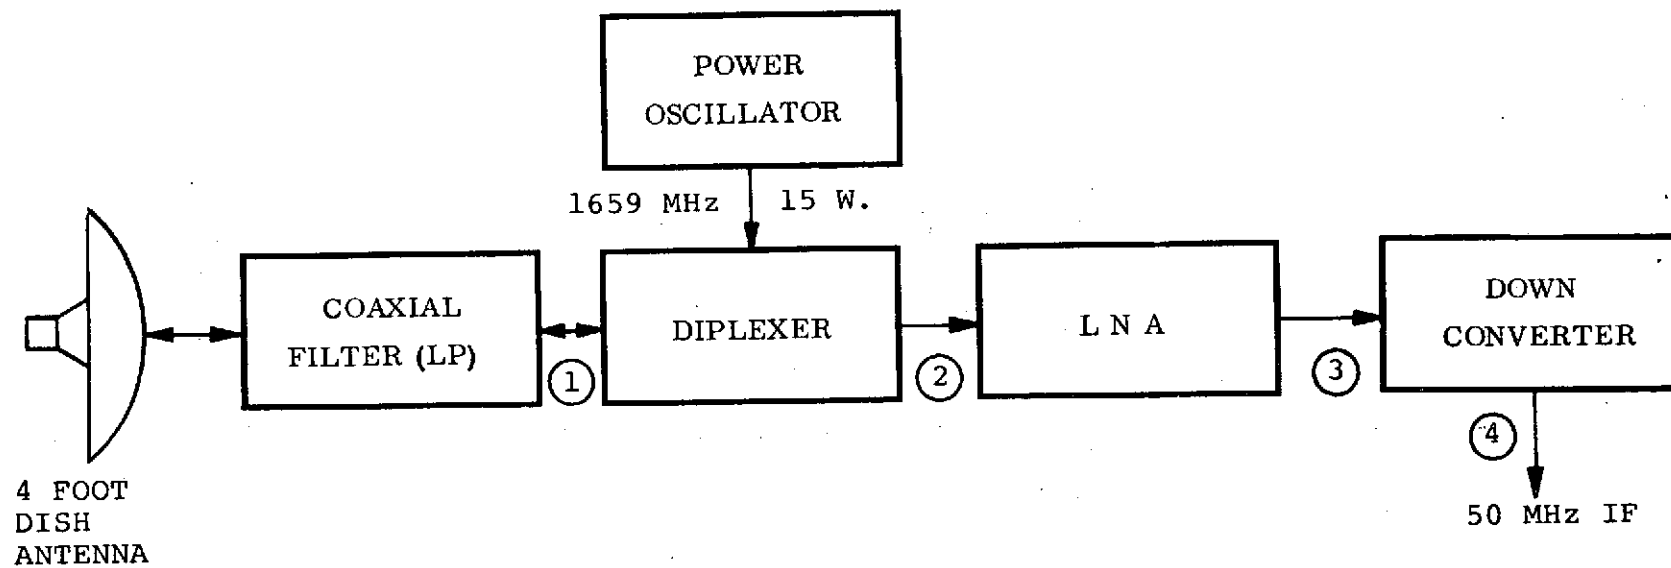 POWER
OSCILLATOR
1659 MHz 15 W.
COAXIAL
FILTER (LP)
DIPLEXER
L N A
DOWN
CONVERTER
1
2
3
4
4 FOOT
DISH
ANTENNA
50 MHz IF